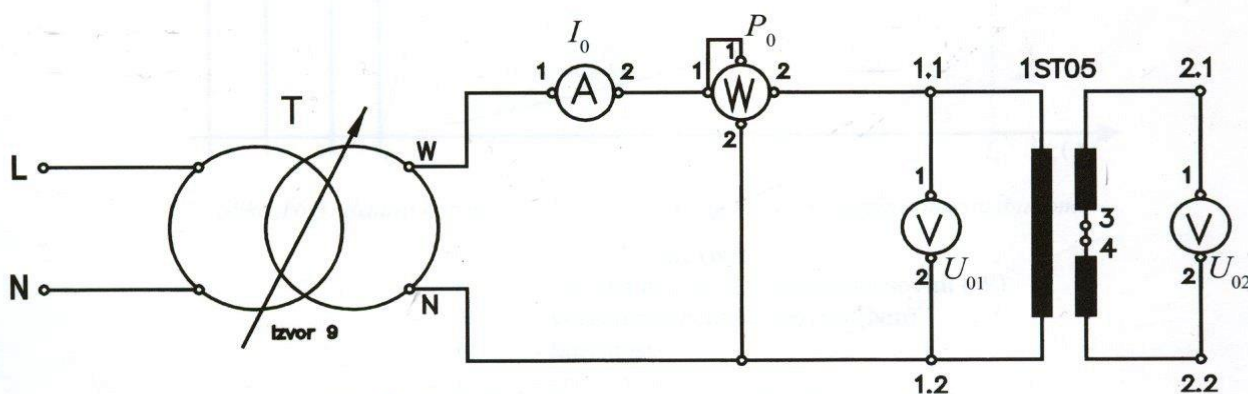 I₀
P₀
1 A 2
1 1 W 2
2
1.1
1ST05
2.1
T
W
L
1 V
2 U₀₁
3
4
1 V
2 U₀₂
N
N
Izvor 9
1.2
2.2